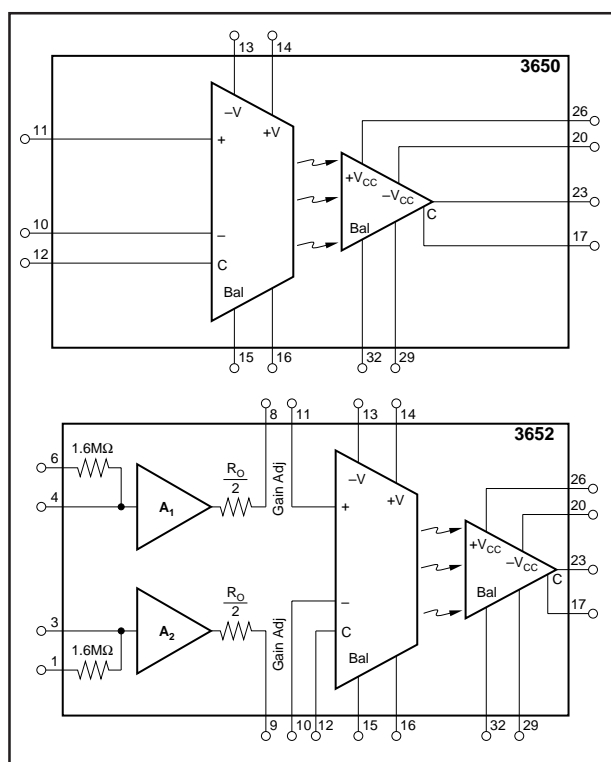 13 14
3650
–V
+V
11
+
26
20
+VCC
–VCC
23
10
–
C
12
C
17
Bal
Bal
15 16
32 29
8 11 13 14
3652
6
1.6MΩ
RO
2
Gain Adj
–V
+V
26
4
A1
+
20
+VCC
–VCC
23
3
A2
RO
2
Gain Adj
–
C
C
17
1.6MΩ
1
Bal
Bal
9 10 12 15 16
32 29